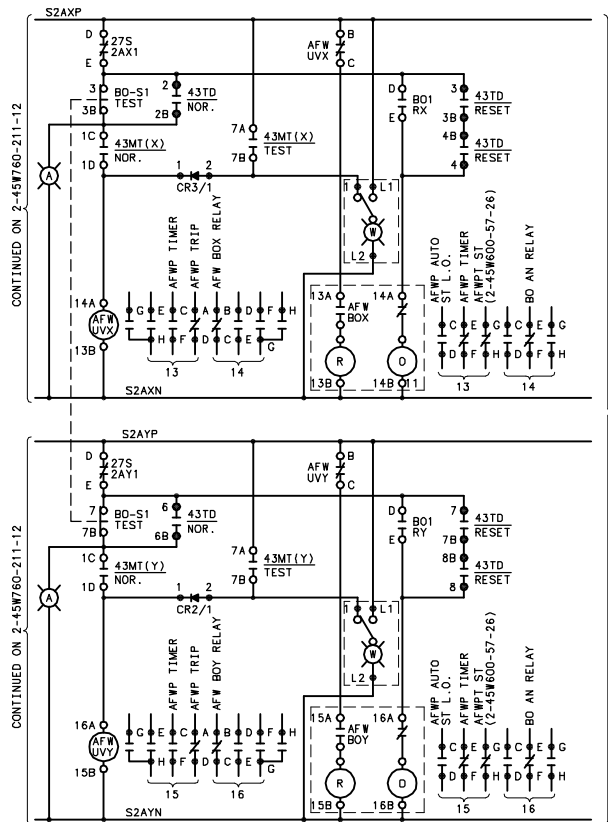 S2AXP
D
27S
2AX1
E
3
BO-S1
TEST
3B
2
43TD
NOR.
2B
1C
43MT(X)
NOR.
1D
7A
43MT(X)
TEST
7B
AFW
UVX
B
C
D
BO1
RX
E
3
43TD
RESET
3B
4B
43TD
RESET
4
A
1 2
CR3/1
1 L1
W
L2
CONTINUED ON 2-45W760-211-12
AFWP TIMER
AFWP TRIP
AFW BOX RELAY
14A
AFW
UVX
13B
G E C A B D F H
H F D C E G
13 14
13A
AFW
BOX
14A
R
O
13B
14B 11
AFWP AUTO
ST L.O.
AFWP TIMER
AFWPT ST
(2-45W600-57-26)
BO AN RELAY
C E G C E G
D F H D F H
13 14
S2AXN
S2AYP
D
27S
2AY1
E
7
BO-S1
TEST
7B
6
43TD
NOR.
6B
1C
43MT(Y)
NOR.
1D
7A
43MT(Y)
TEST
7B
AFW
UVY
B
C
D
BO1
RY
E
7
43TD
RESET
7B
8B
43TD
RESET
8
A
1 2
CR2/1
1 L1
W
L2
CONTINUED ON 2-45W760-211-12
AFWP TIMER
AFWP TRIP
AFW BOY RELAY
16A
AFW
UVY
15B
G E C A B D F H
H F D C E G
15 16
15A
AFW
BOY
16A
R
O
15B
16B
AFWP AUTO
ST L.O.
AFWP TIMER
AFWPT ST
(2-45W600-57-26)
BO AN RELAY
C E G C E G
D F H D F H
15 16
S2AYN